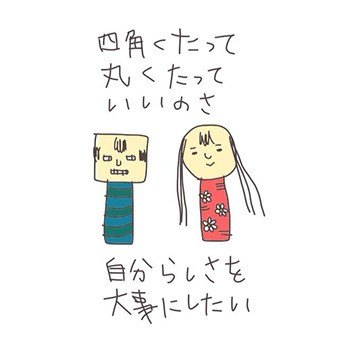 四角くたって
丸くたって
いいのさ
自分らしさを
大事にしたい